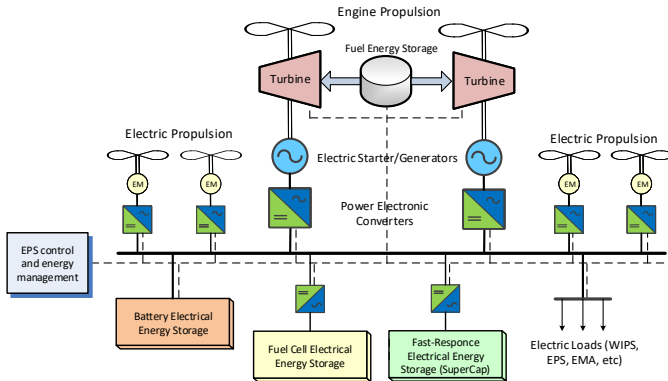 Engine Propulsion
Fuel Energy Storage
Turbine
Turbine
Electric Propulsion
Electric Propulsion
Electric Starter/Generators
EM
EM
EM
EM
Power Electronic
Converters
EPS control
and energy
management
Battery Electrical
Energy Storage
Fuel Cell Electrical
Energy Storage
Fast-Responce
Electrical Energy
Storage (SuperCap)
Electric Loads (WIPS,
EPS, EMA, etc)